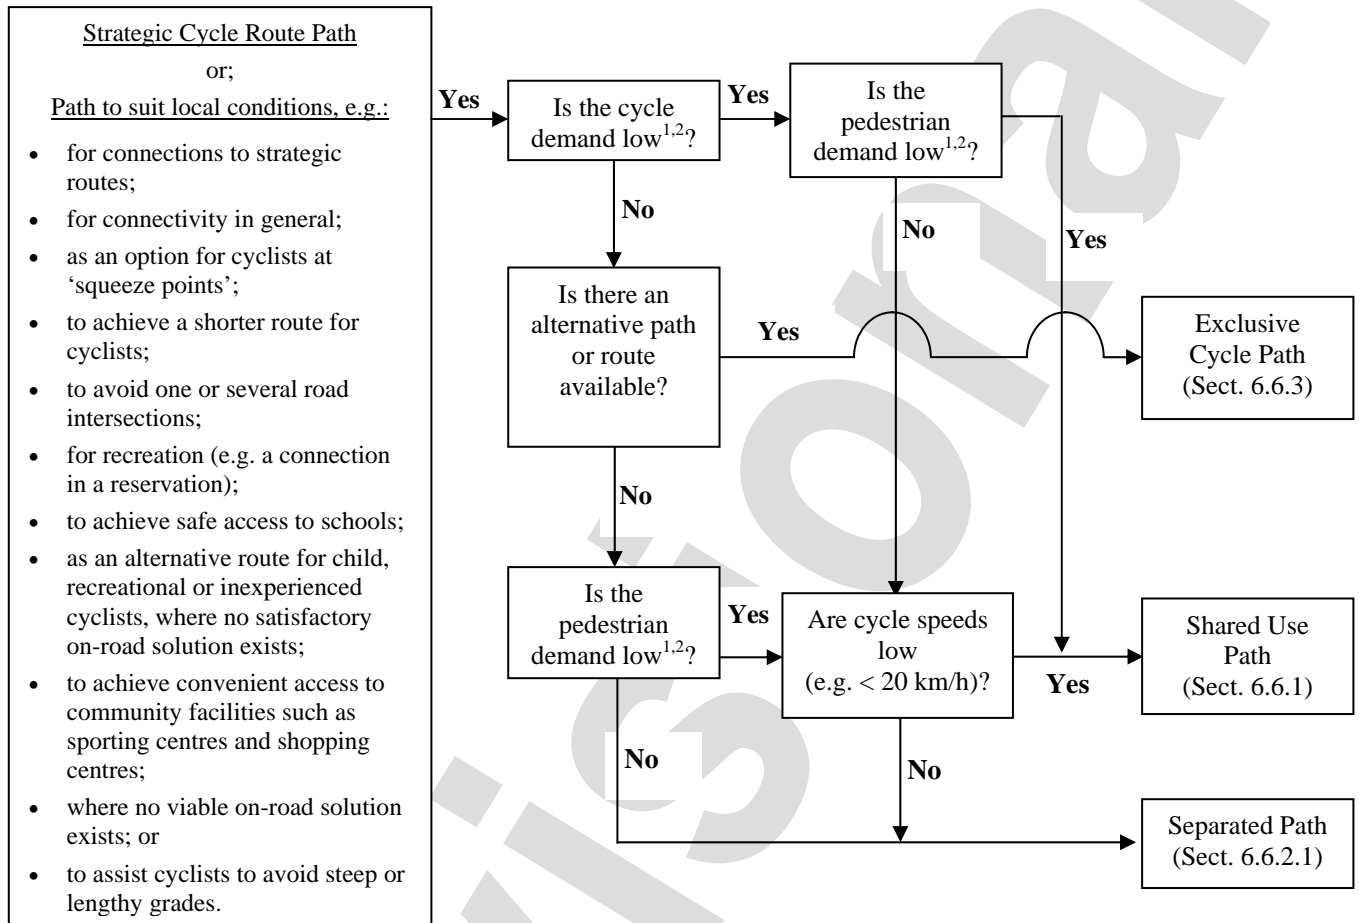 Strategic Cycle Route Path
or;
Path to suit local conditions, e.g.:
• for connections to strategic
routes;
• for connectivity in general;
• as an option for cyclists at
‘squeeze points’;
• to achieve a shorter route for
cyclists;
• to avoid one or several road
intersections;
• for recreation (e.g. a connection
in a reservation);
• to achieve safe access to schools;
• as an alternative route for child,
recreational or inexperienced
cyclists, where no satisfactory
on-road solution exists;
• to achieve convenient access to
community facilities such as
sporting centres and shopping
centres;
• where no viable on-road solution
exists; or
• to assist cyclists to avoid steep or
lengthy grades.
Yes
Is the cycle
demand low1,2?
Yes
Is the
pedestrian
demand low1,2?
No
No
Yes
Is there an
alternative path
or route
available?
Yes
Exclusive
Cycle Path
(Sect. 6.6.3)
No
Is the
pedestrian
demand low1,2?
Yes
Are cycle speeds
low
(e.g. < 20 km/h)?
Yes
Shared Use
Path
(Sect. 6.6.1)
No
No
Separated Path
(Sect. 6.6.2.1)